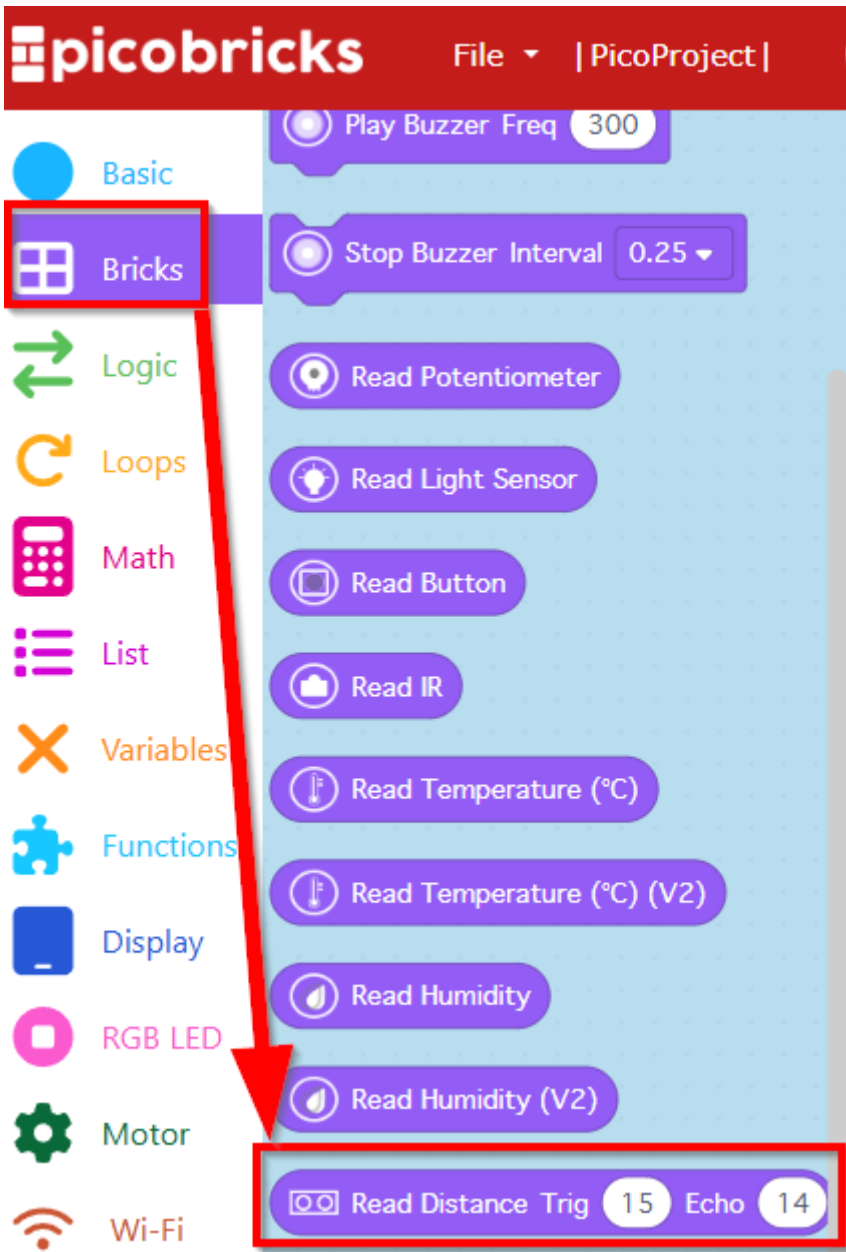 picobricks File |PicoProject|
Basic
Bricks
Logic
Loops
Math
List
Variables
Functions
Display
RGB LED
Motor
Wi-Fi
Play Buzzer Freq 300
Stop Buzzer Interval 0.25
Read Potentiometer
Read Light Sensor
Read Button
Read IR
Read Temperature (°C)
Read Temperature (°C) (V2)
Read Humidity
Read Humidity (V2)
Read Distance Trig 15 Echo 14